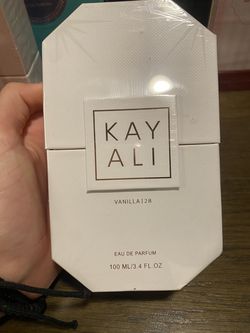 KAY
ALI
VANILLA|28
EAU DE PARFUM
100 ML/3.4 FL.OZ